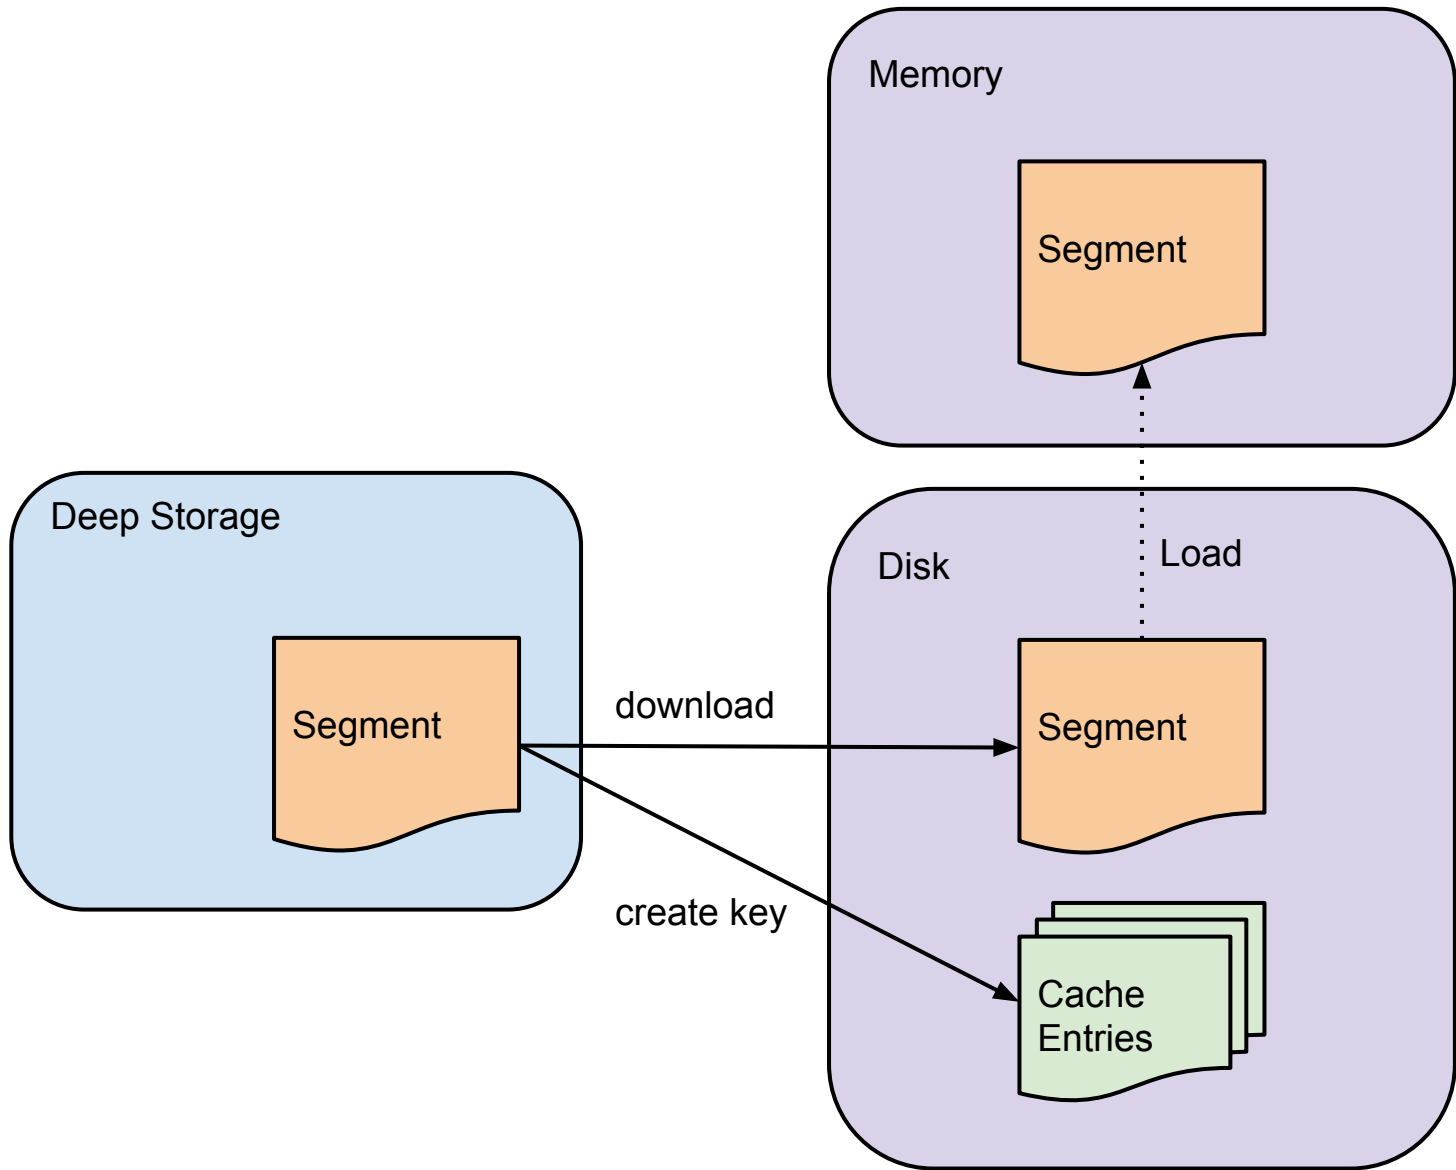 Memory
Segment
Deep Storage
Disk
Load
Segment
download
Segment
create key
Cache
Entries